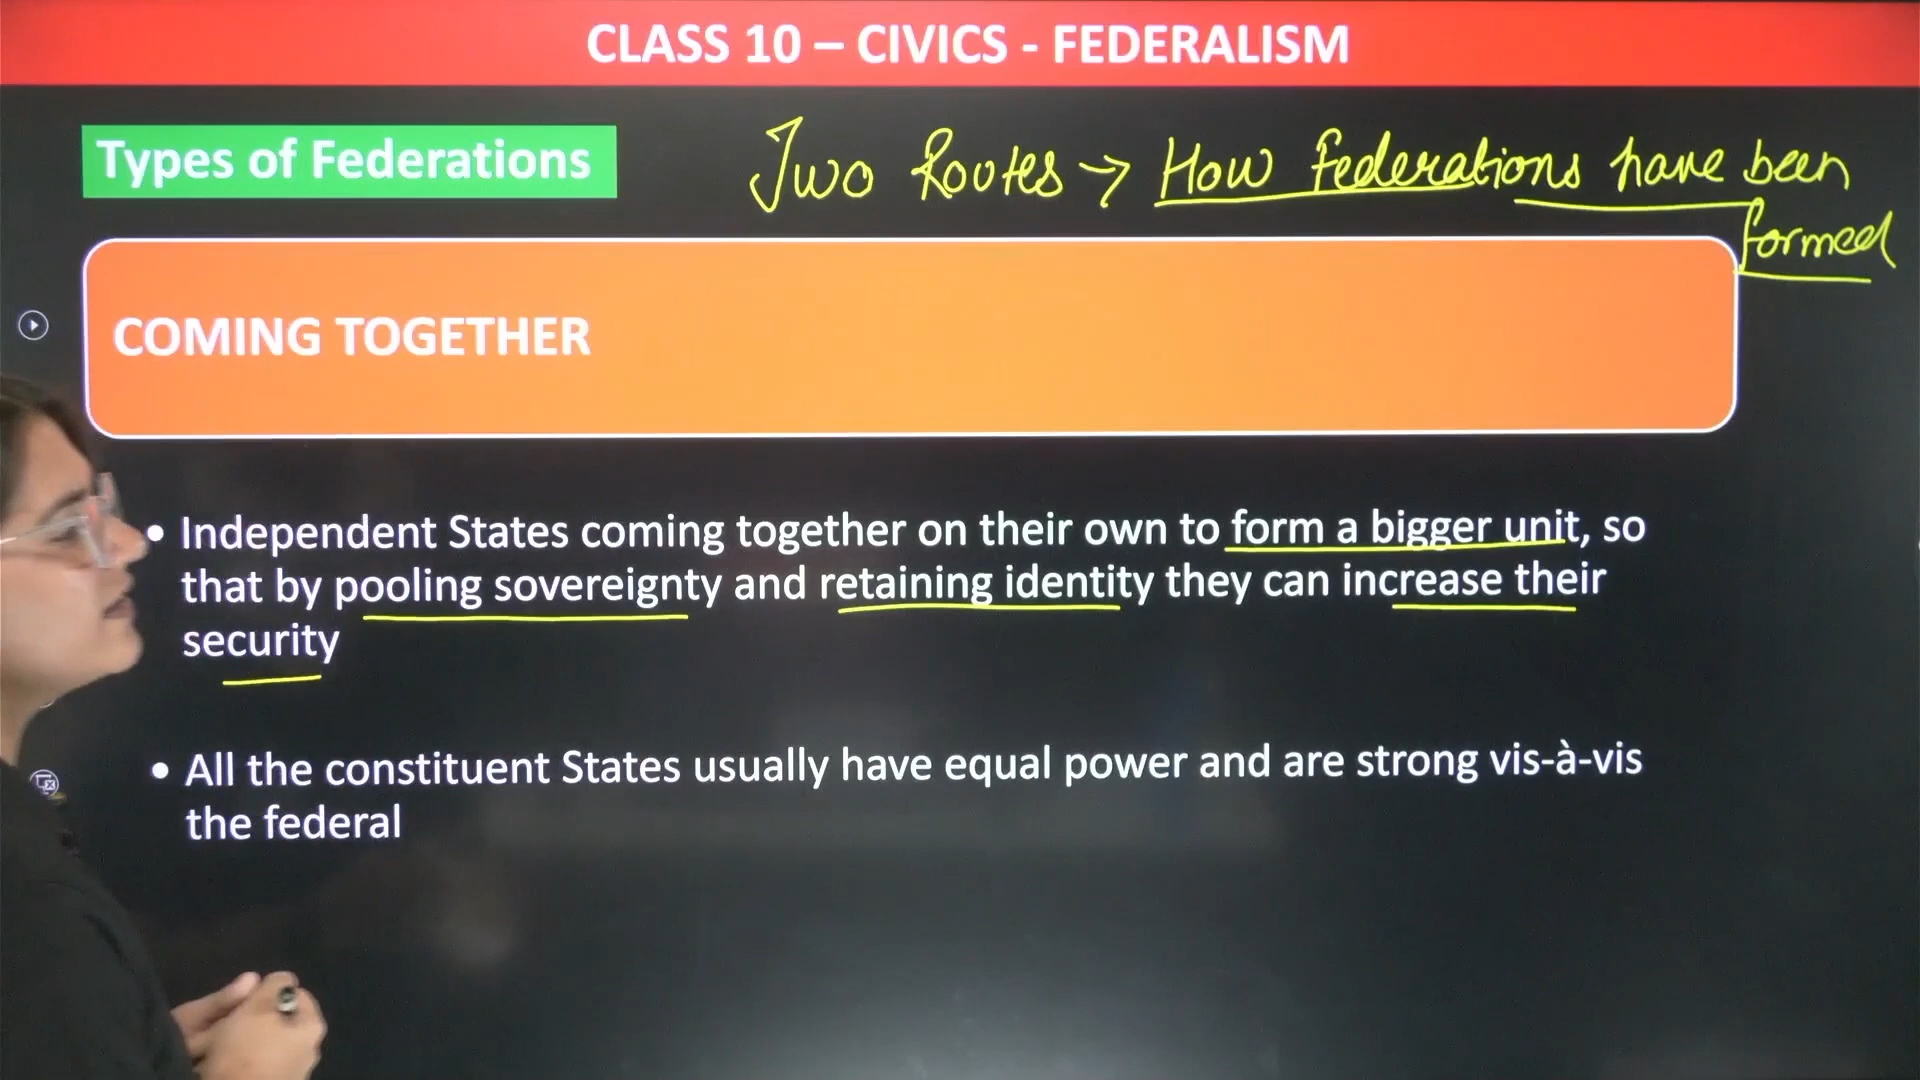 CLASS 10 – CIVICS - FEDERALISM
Types of Federations
Two Routes → How Federations have been
formed
COMING TOGETHER
• Independent States coming together on their own to form a bigger unit, so
that by pooling sovereignty and retaining identity they can increase their
security
• All the constituent States usually have equal power and are strong vis-à-vis
the federal